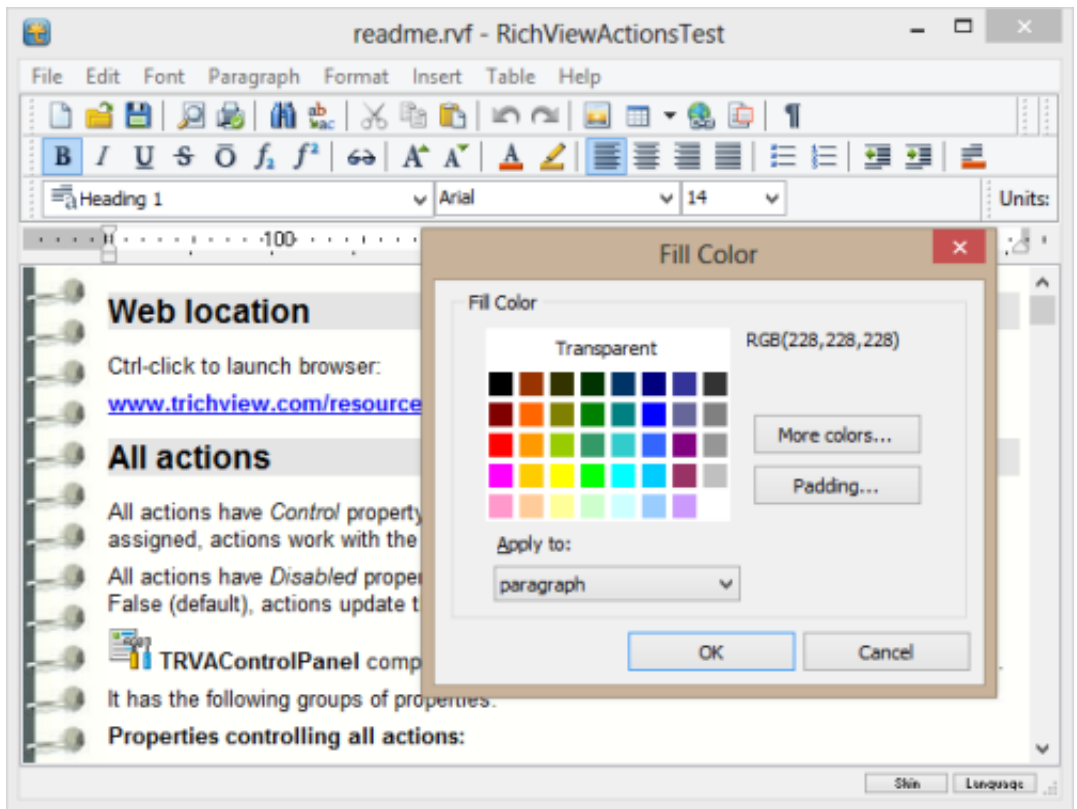 readme.rvf - RichViewActionsTest
File Edit Font Paragraph Format Insert Table Help
B I U S O f₂ f² A A A
Heading 1 Arial 14 Units:
100
Fill Color
Web location
Ctrl-click to launch browser:
www.trichview.com/resource
All actions
All actions have Control property
assigned, actions work with the
All actions have Disabled proper
False (default), actions update t
TRVAControlPanel comp
It has the following groups of properties:
Properties controlling all actions:
Fill Color
Transparent
RGB(228,228,228)
More colors...
Padding...
Apply to:
paragraph
OK Cancel
Skin Language